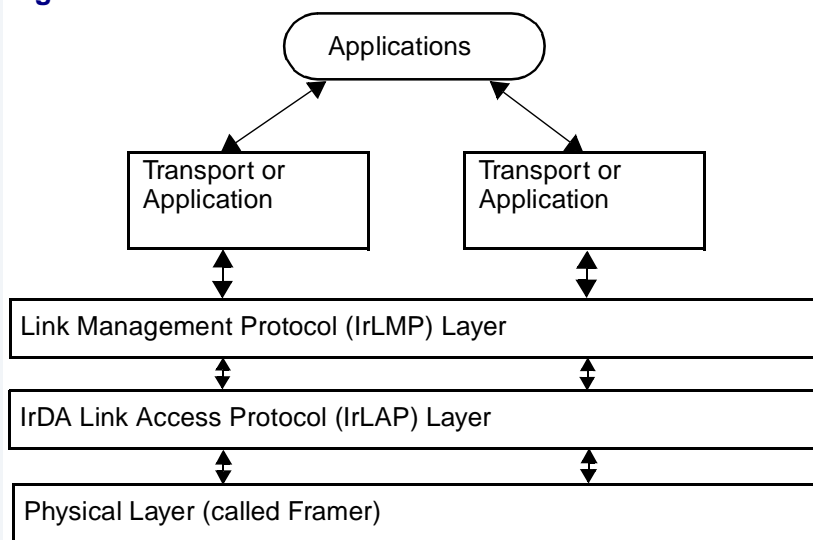 Applications
Transport or
Application
Transport or
Application
Link Management Protocol (IrLMP) Layer
IrDA Link Access Protocol (IrLAP) Layer
Physical Layer (called Framer)